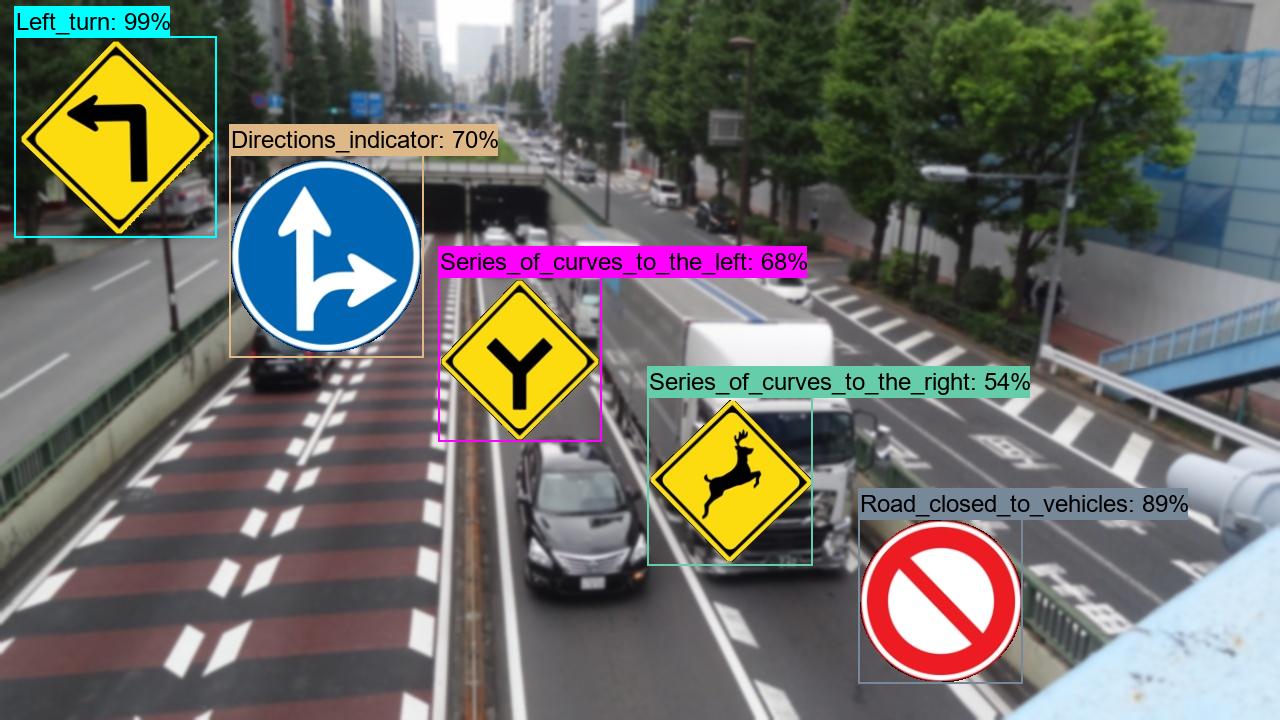 Left_turn: 99%
Directions_indicator: 70%
Series_of_curves_to_the_left: 68%
Series_of_curves_to_the_right: 54%
Road_closed_to_vehicles: 89%